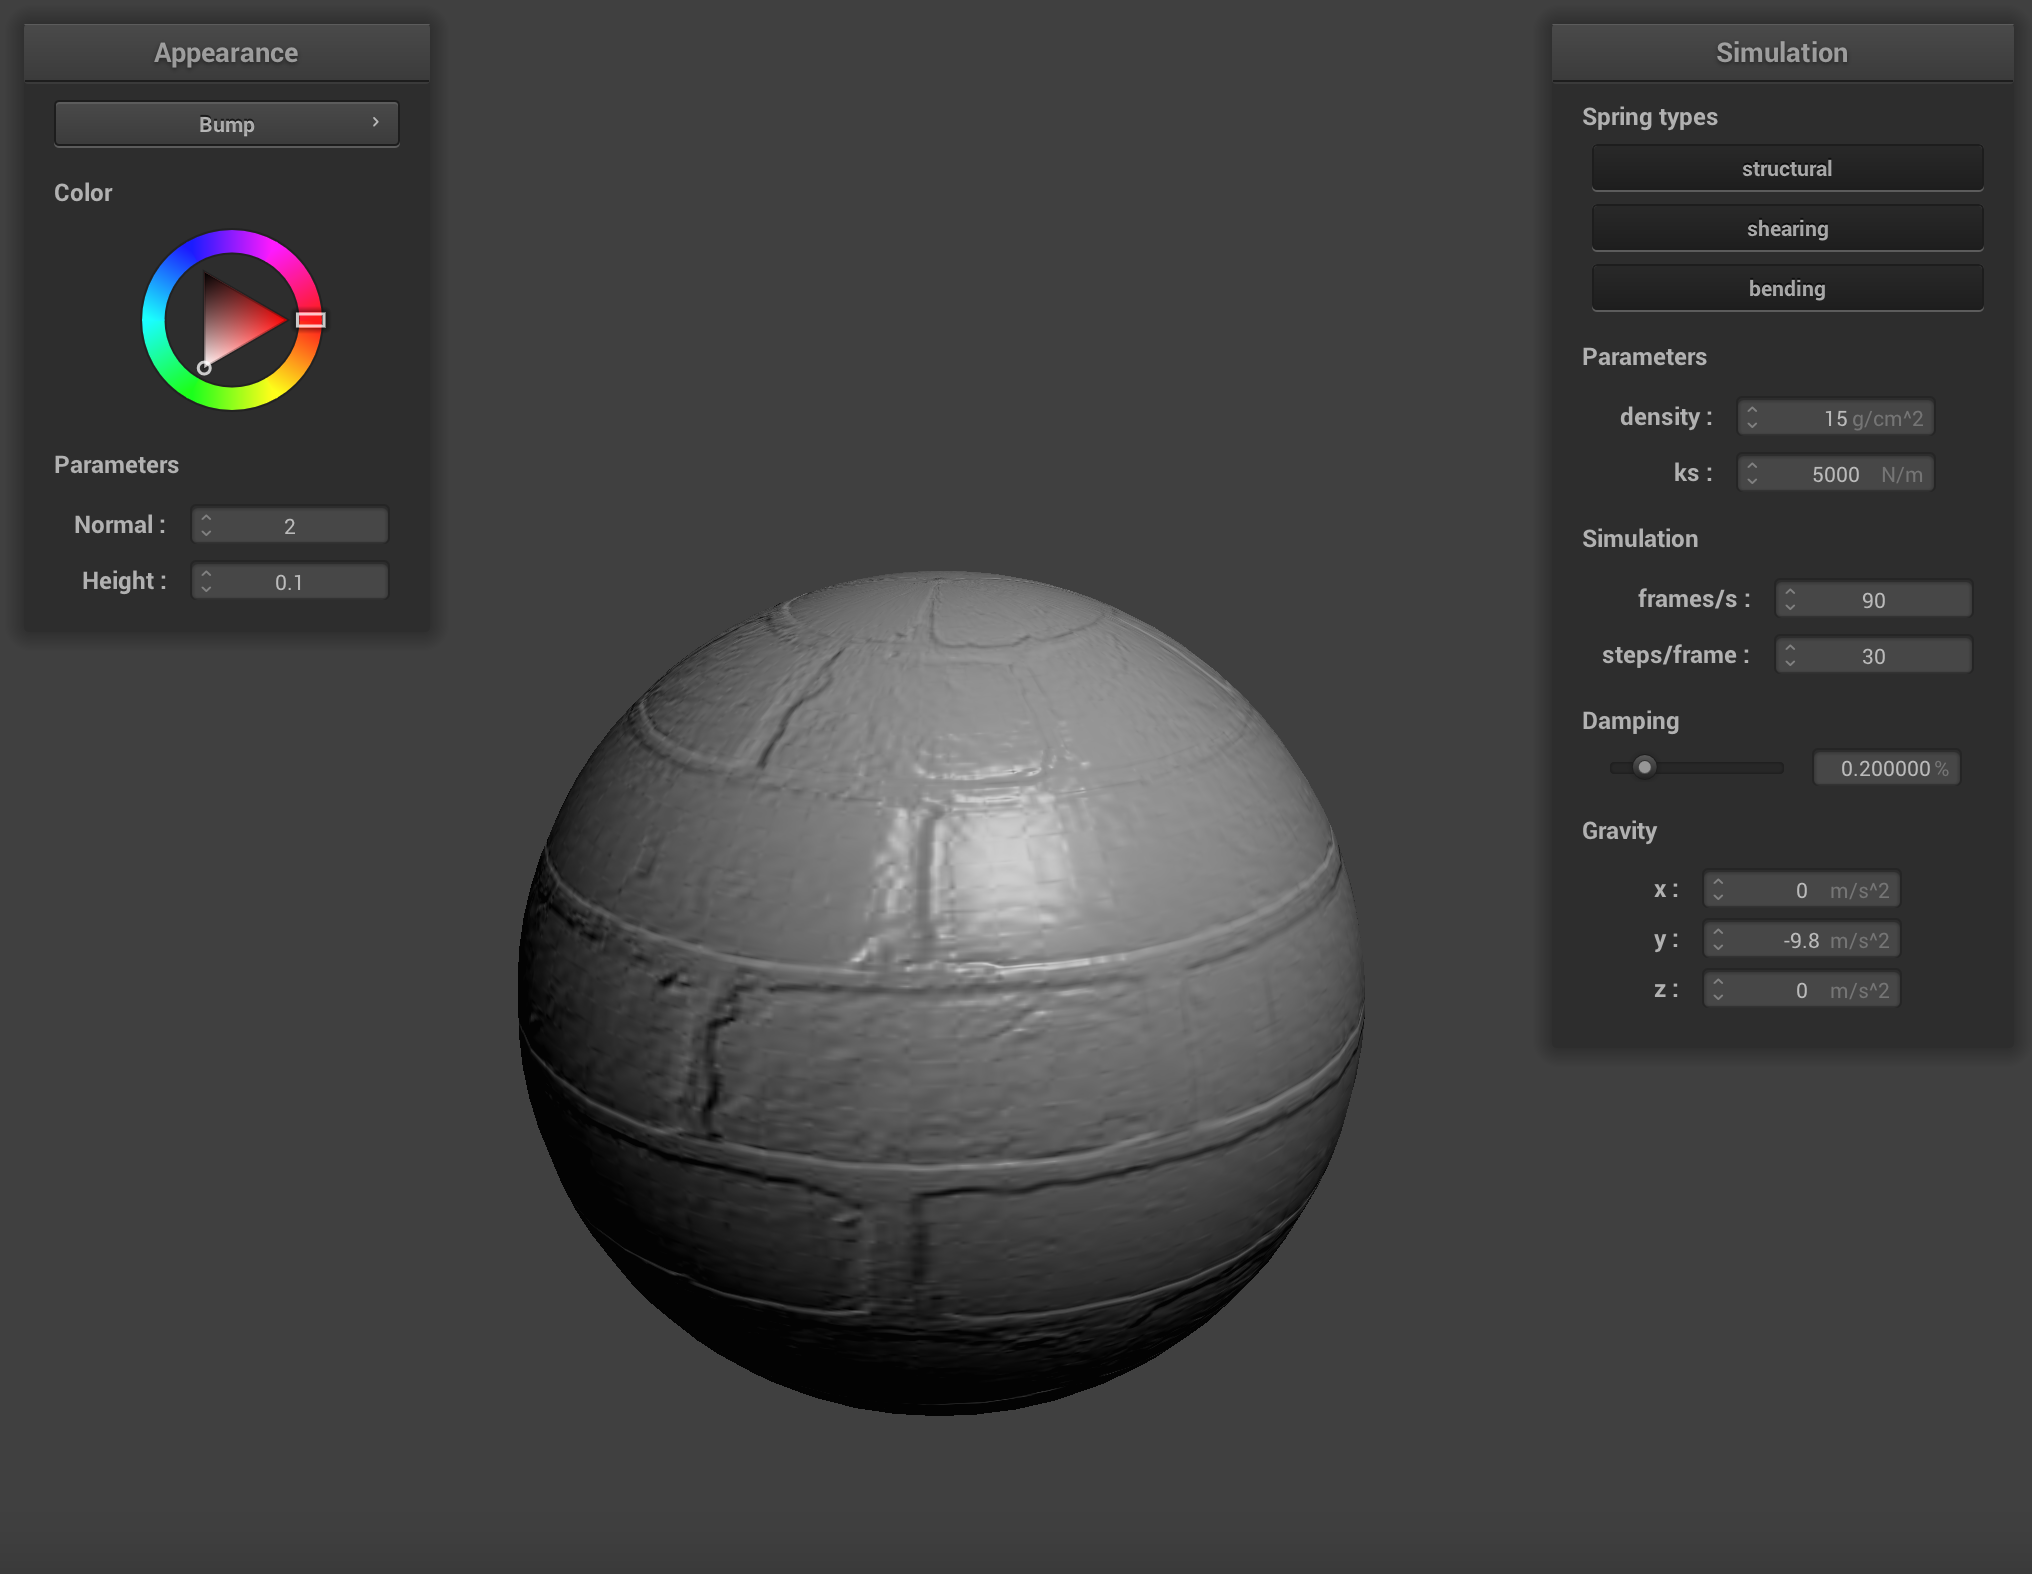 Appearance
Bump
Color
Parameters
Normal : 2
Height : 0.1
Simulation
Spring types
structural
shearing
bending
Parameters
density : 15 g/cm^2
ks : 5000 N/m
Simulation
frames/s : 90
steps/frame : 30
Damping
0.200000 %
Gravity
x : 0 m/s^2
y : -9.8 m/s^2
z : 0 m/s^2